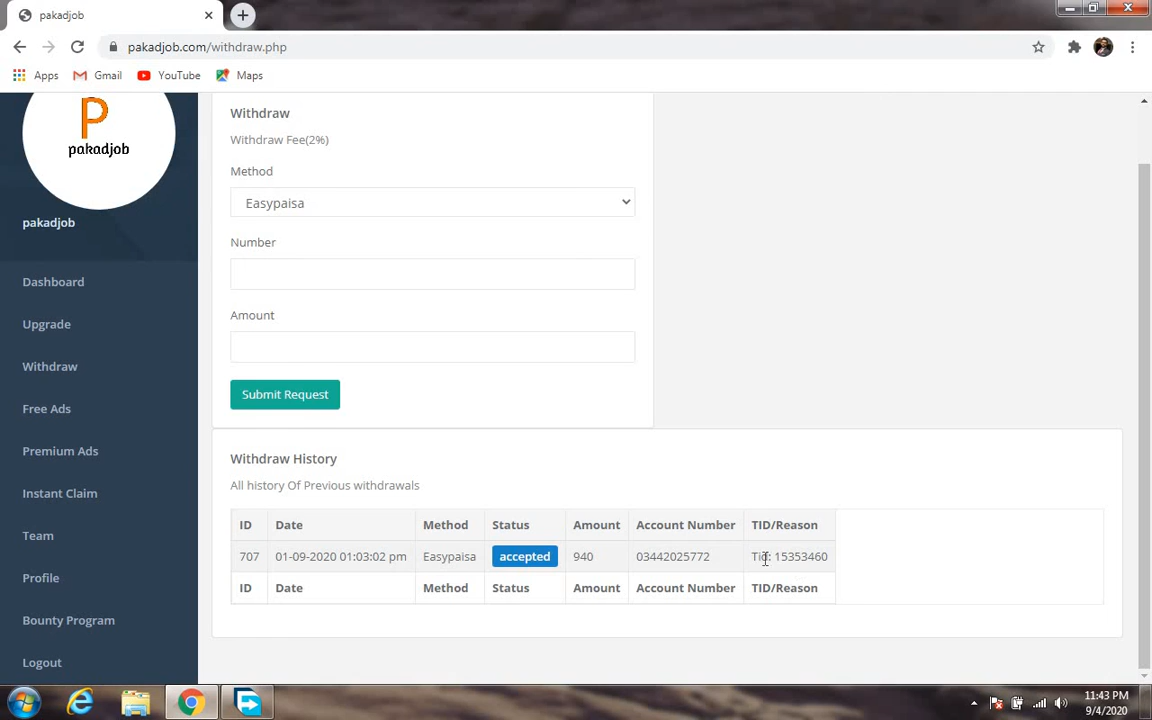 pakadjob
pakadjob.com/withdraw.php
Apps Gmail YouTube Maps
P
pakadjob
pakadjob
Dashboard
Upgrade
Withdraw
Free Ads
Premium Ads
Instant Claim
Team
Profile
Bounty Program
Logout
Withdraw
Withdraw Fee(2%)
Method
Easypaisa
Number
Amount
Submit Request
Withdraw History
All history Of Previous withdrawals
ID Date Method Status Amount Account Number TID/Reason
707 01-09-2020 01:03:02 pm Easypaisa accepted 940 03442025772 Tid: 15353460
ID Date Method Status Amount Account Number TID/Reason
11:43 PM
9/4/2020